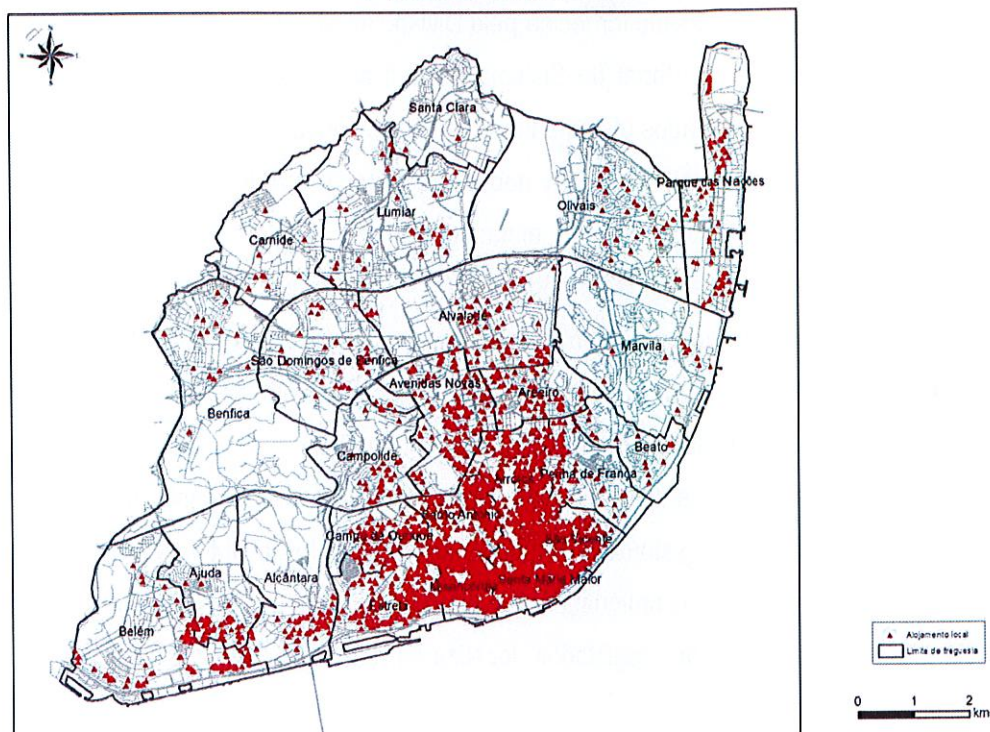 Santa Clara
Parque das Nações
Olivais
Lumiar
Carnide
Alvalade
Marvila
São Domingos de Benfica
Avenidas Novas
Areeiro
Benfica
Beato
Campolide
Penha de França
Arroios
Santo António
Campo de Ourique
São Vicente
Ajuda
Alcântara
Misericórdia
Santa Maria Maior
Estrela
Belém
Alojamento local
Limite de freguesia
0 1 2
km